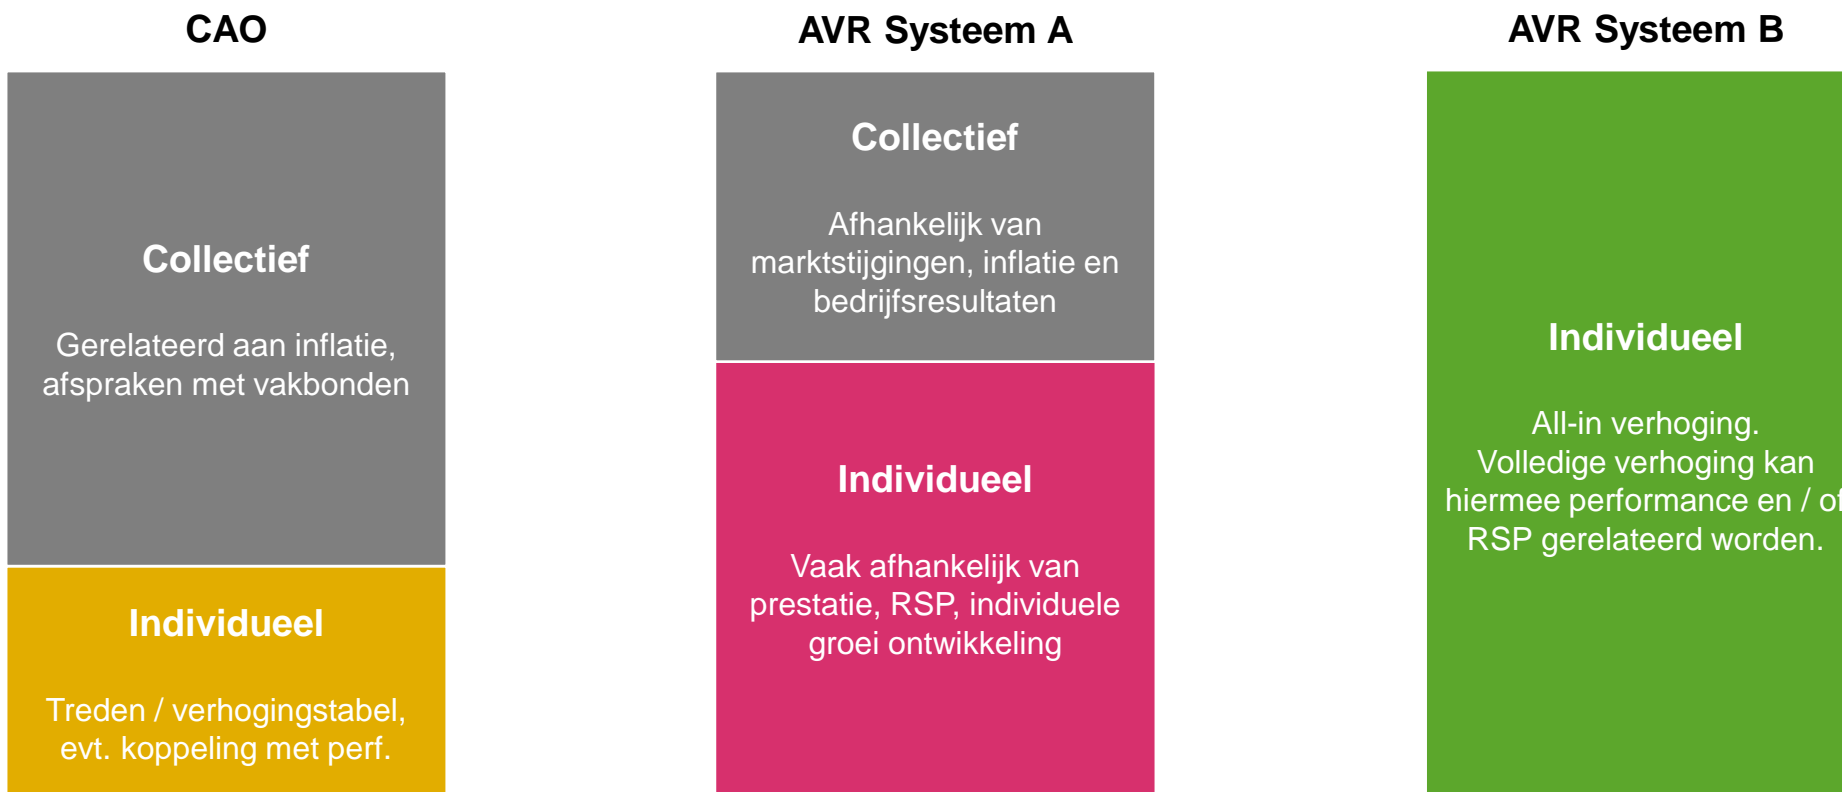 CAO
Collectief
Gerelateerd aan inflatie,
afspraken met vakbonden
Individueel
Treden / verhogingstabel,
evt. koppeling met perf.
AVR Systeem A
Collectief
Afhankelijk van
marktstijgingen, inflatie en
bedrijfsresultaten
Individueel
Vaak afhankelijk van
prestatie, RSP, individuele
groei ontwikkeling
AVR Systeem B
Individueel
All-in verhoging.
Volledige verhoging kan
hiermee performance en / of
RSP gerelateerd worden.